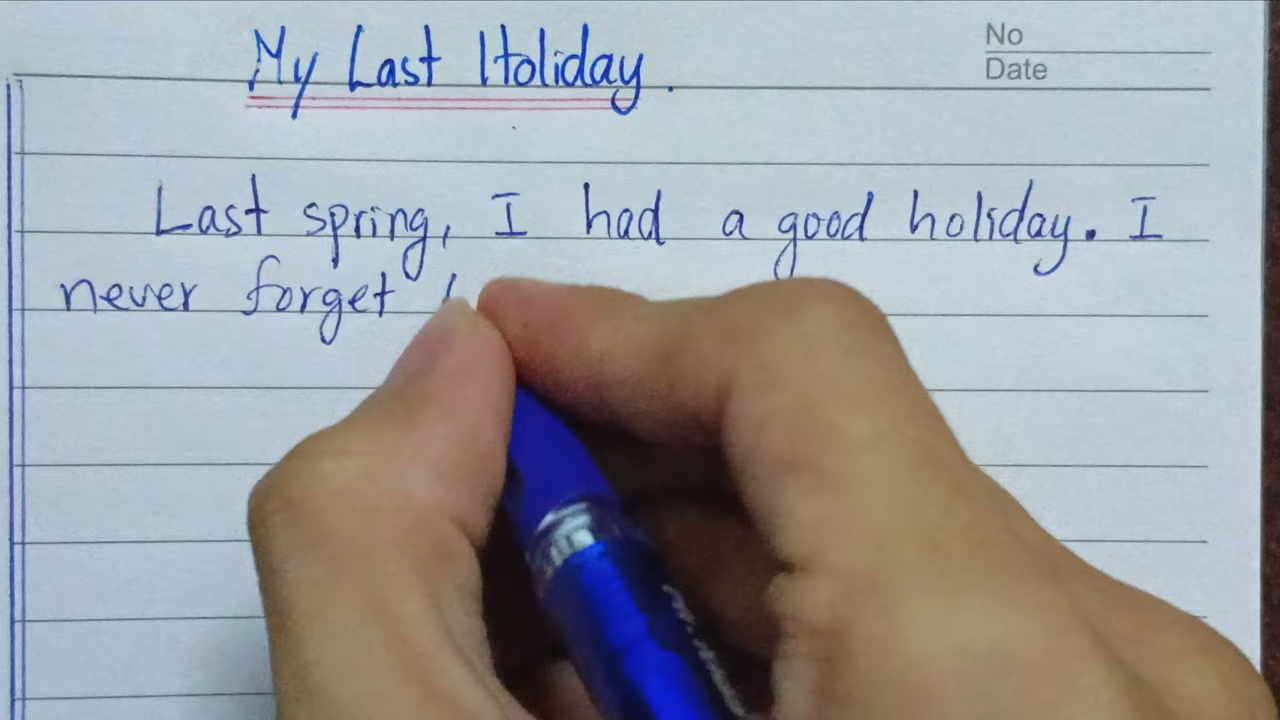 My Last Holiday.
No
Date
Last spring, I had a good holiday. I
never forget